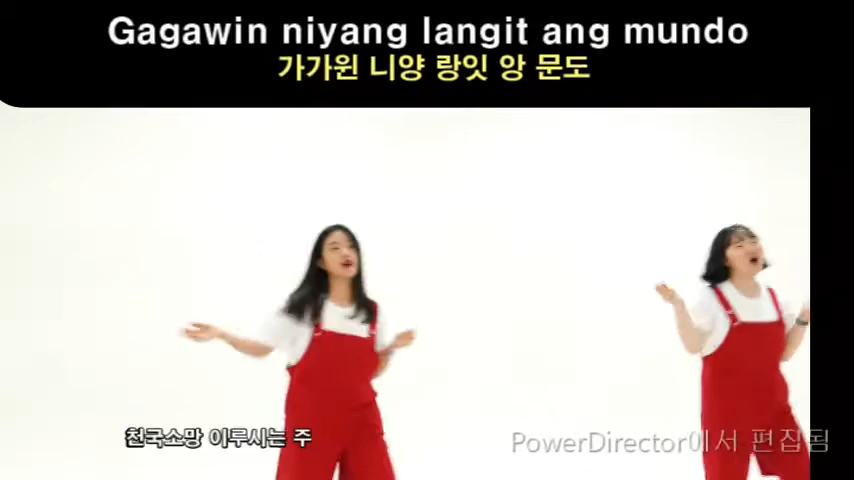 Gagawin niyang langit ang mundo
가가윈 니양 랑잇 앙 문도
천국소망 이루시는 주
PowerDirector에서 편집됨